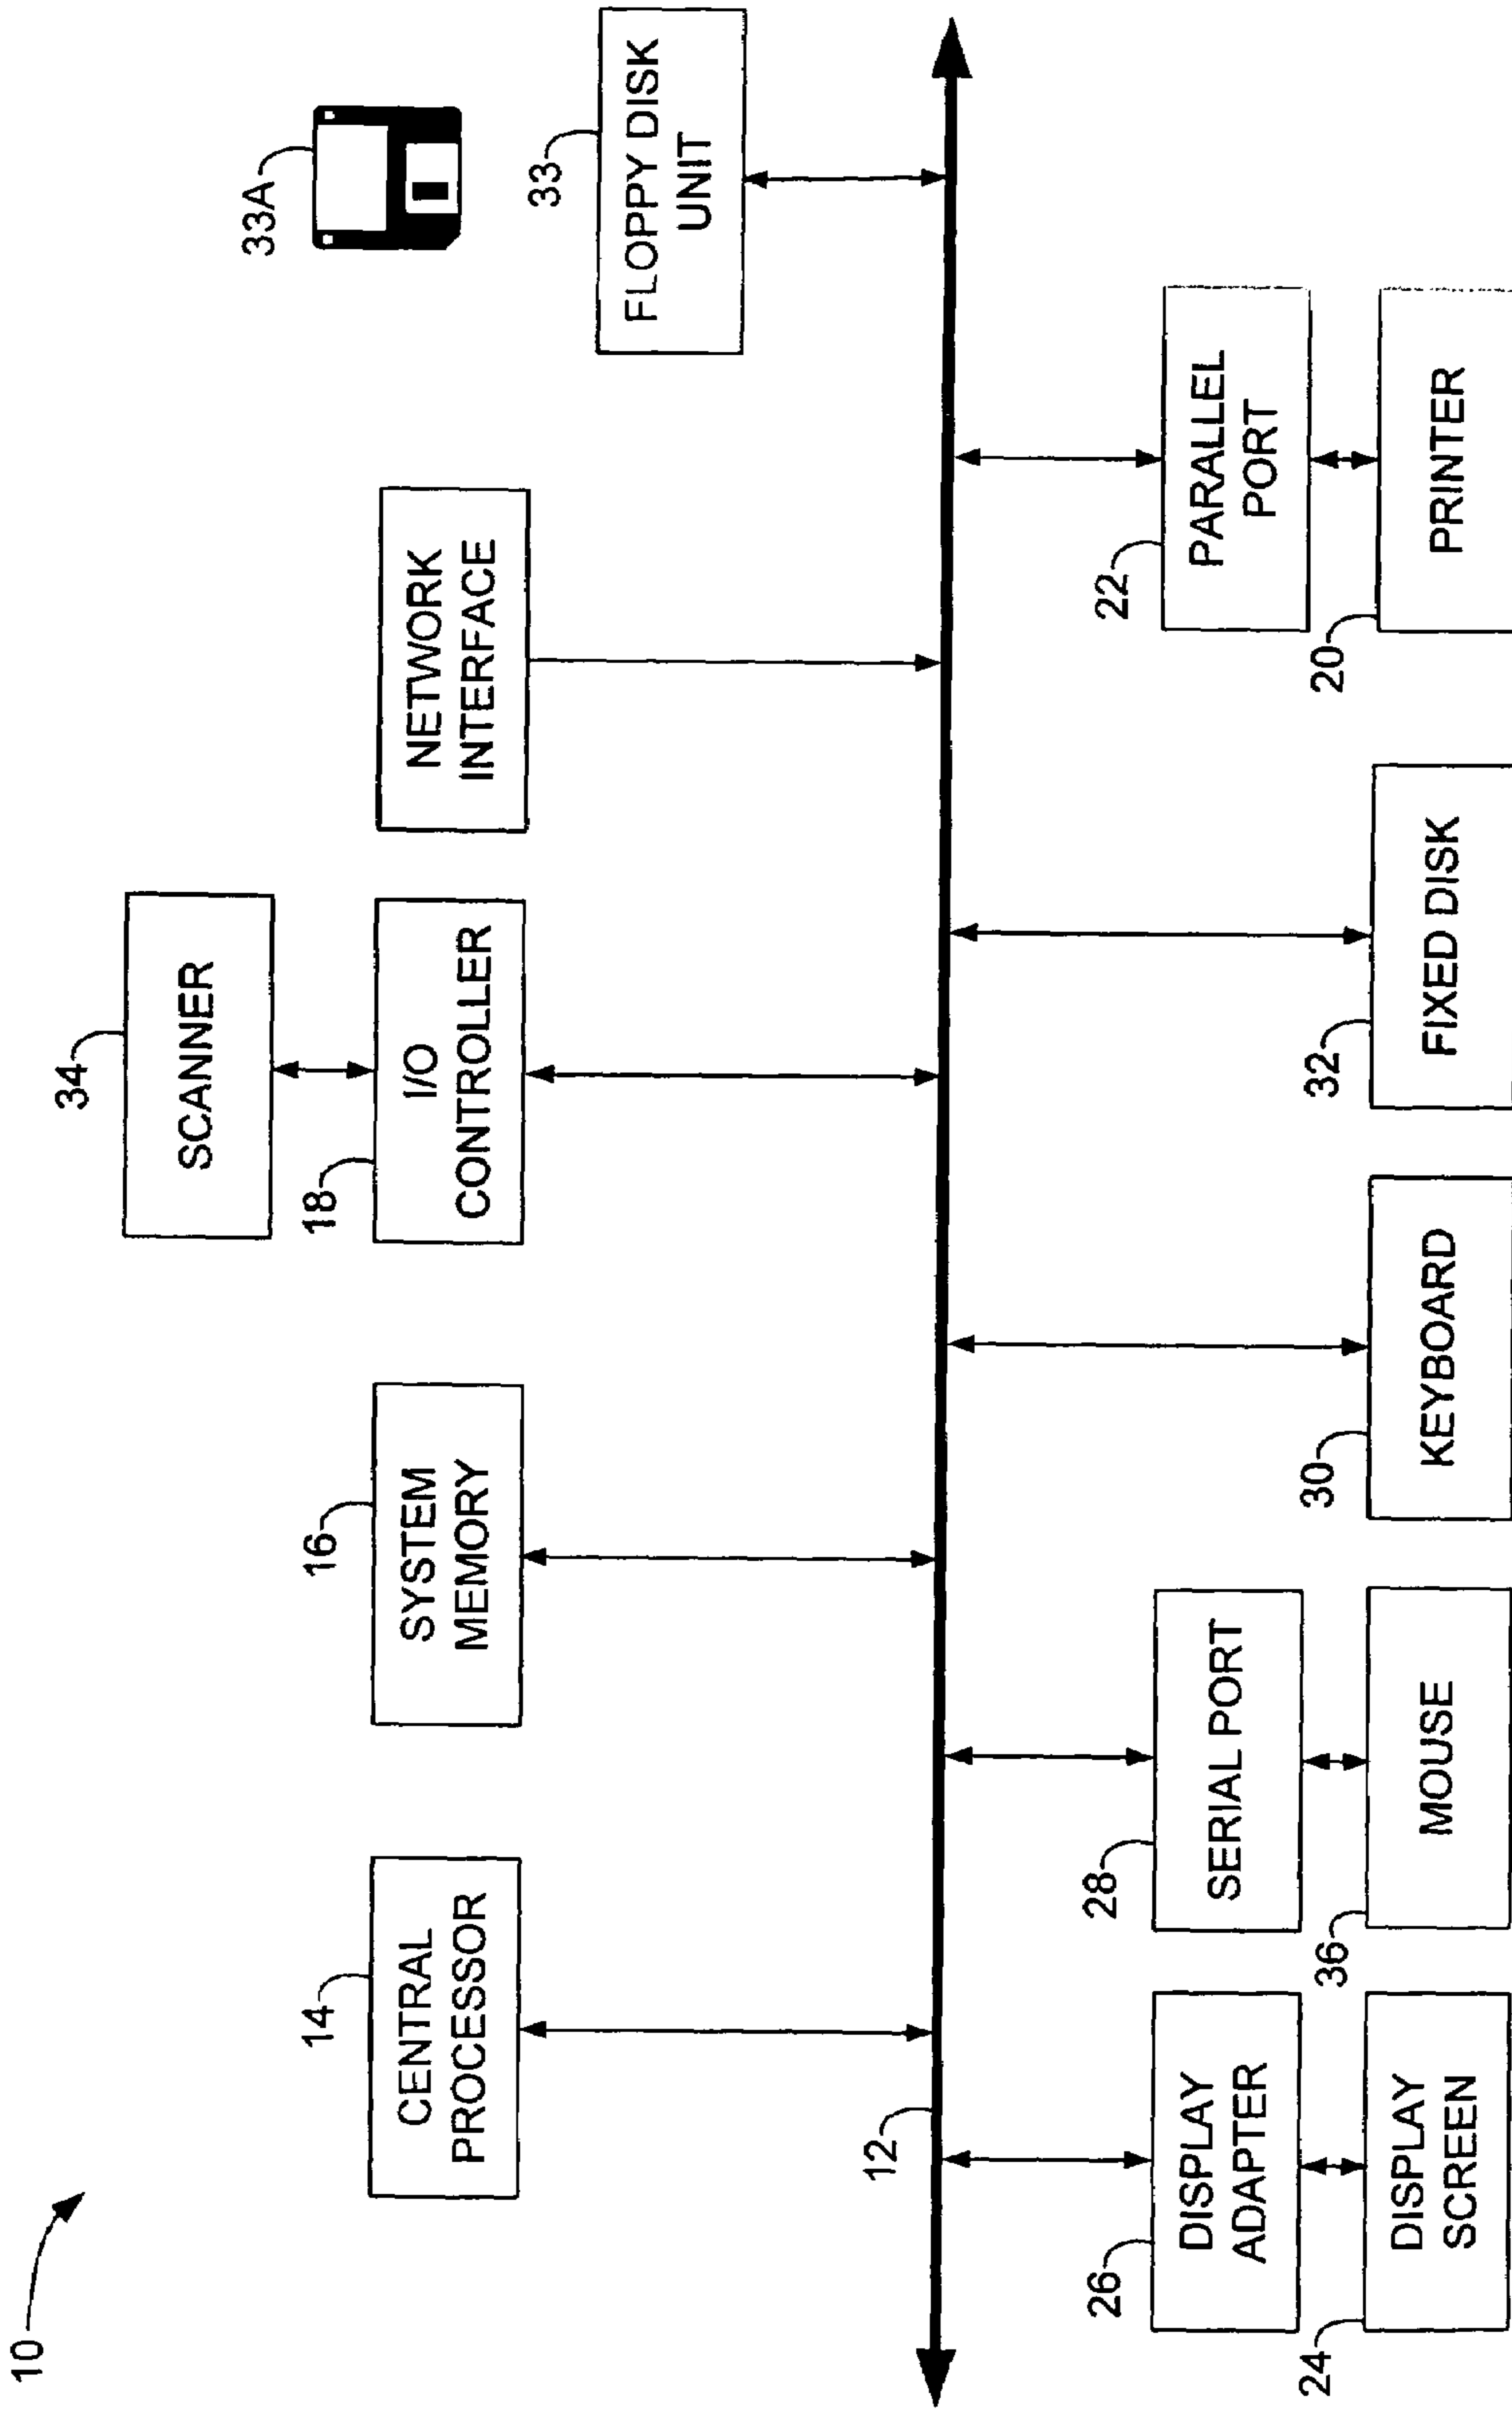 10
34
SCANNER
33A
14
CENTRAL
PROCESSOR
16
SYSTEM
MEMORY
18
I/O
CONTROLLER
NETWORK
INTERFACE
33
FLOPPY DISK
UNIT
12
26
DISPLAY
ADAPTER
28
SERIAL PORT
22
PARALLEL
PORT
24
DISPLAY
SCREEN
36
MOUSE
30
KEYBOARD
32
FIXED DISK
20
PRINTER